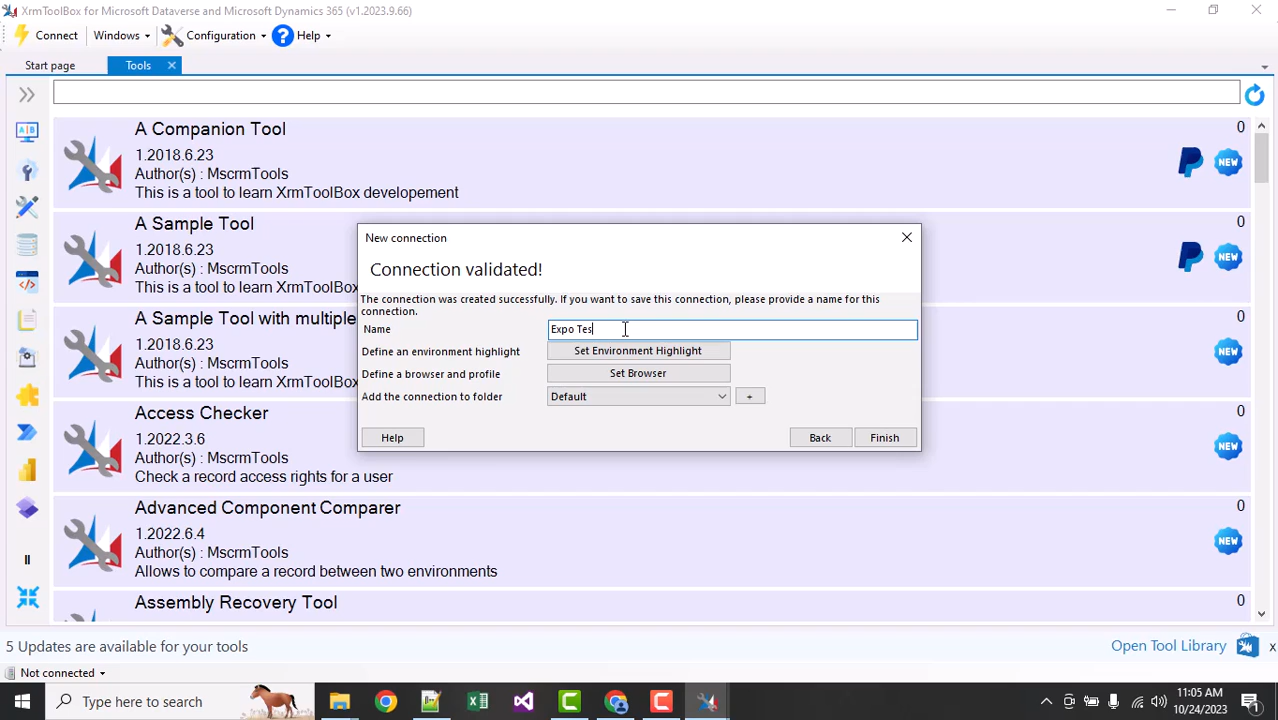 XrmToolBox for Microsoft Dataverse and Microsoft Dynamics 365 (v1.2023.9.66)
Connect Windows Configuration Help
Start page Tools
A Companion Tool 0
1.2018.6.23
Author(s) : MscrmTools
This is a tool to learn XrmToolBox developement
NEW
A Sample Tool 0
1.2018.6.23
Author(s) : MscrmTools
This is a tool to learn XrmToolBox
NEW
A Sample Tool with multiple 0
1.2018.6.23
Author(s) : MscrmTools
This is a tool to learn XrmToolBox
NEW
Access Checker 0
1.2022.3.6
Author(s) : MscrmTools
Check a record access rights for a user
NEW
Advanced Component Comparer 0
1.2022.6.4
Author(s) : MscrmTools
Allows to compare a record between two environments
NEW
Assembly Recovery Tool 0
New connection
Connection validated!
The connection was created successfully. If you want to save this connection, please provide a name for this
connection.
Name Expo Tes
Define an environment highlight Set Environment Highlight
Define a browser and profile Set Browser
Add the connection to folder Default +
Help Back Finish
5 Updates are available for your tools Open Tool Library x
Not connected
Type here to search
11:05 AM
10/24/2023
1